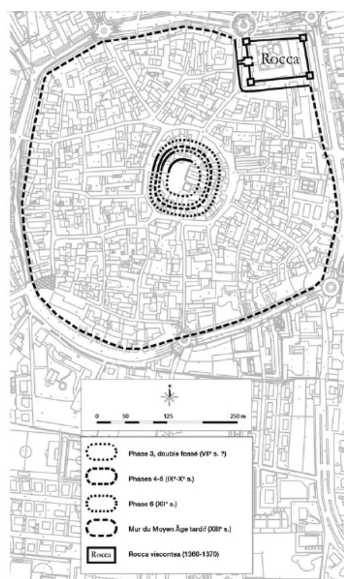 Rocca
N
0 50 125 250 m
Phase 3, double fossé (VIIᵉ s. ?)
Phases 4-5 (IXᵉ-Xᵉ s.)
Phase 6 (XIIᵉ s.)
Mur du Moyen Âge tardif (XIIIᵉ s.)
Rocca Rocca viscontea (1360-1370)